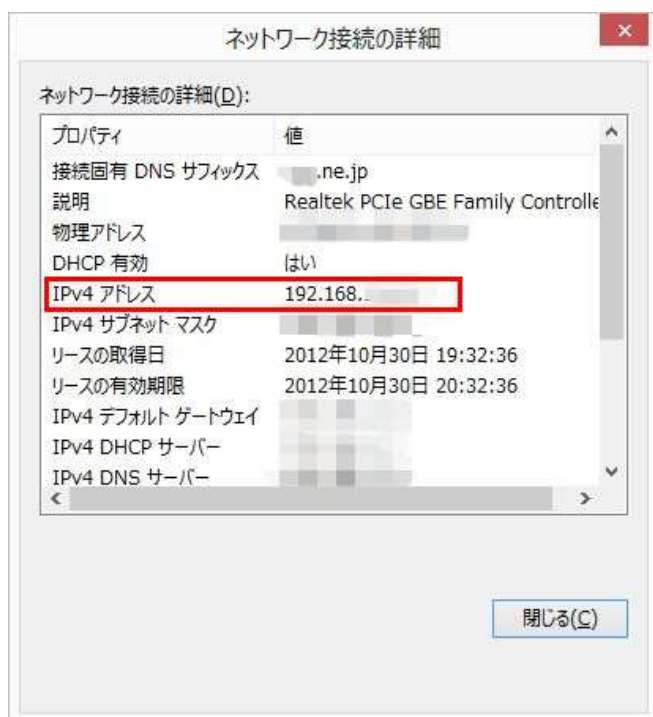 ネットワーク接続の詳細
ネットワーク接続の詳細(D):
プロパティ 値
接続固有 DNS サフィックス .ne.jp
説明 Realtek PCIe GBE Family Controlle
物理アドレス
DHCP 有効 はい
IPv4 アドレス 192.168.
IPv4 サブネット マスク
リースの取得日 2012年10月30日 19:32:36
リースの有効期限 2012年10月30日 20:32:36
IPv4 デフォルト ゲートウェイ
IPv4 DHCP サーバー
IPv4 DNS サーバー
閉じる(C)